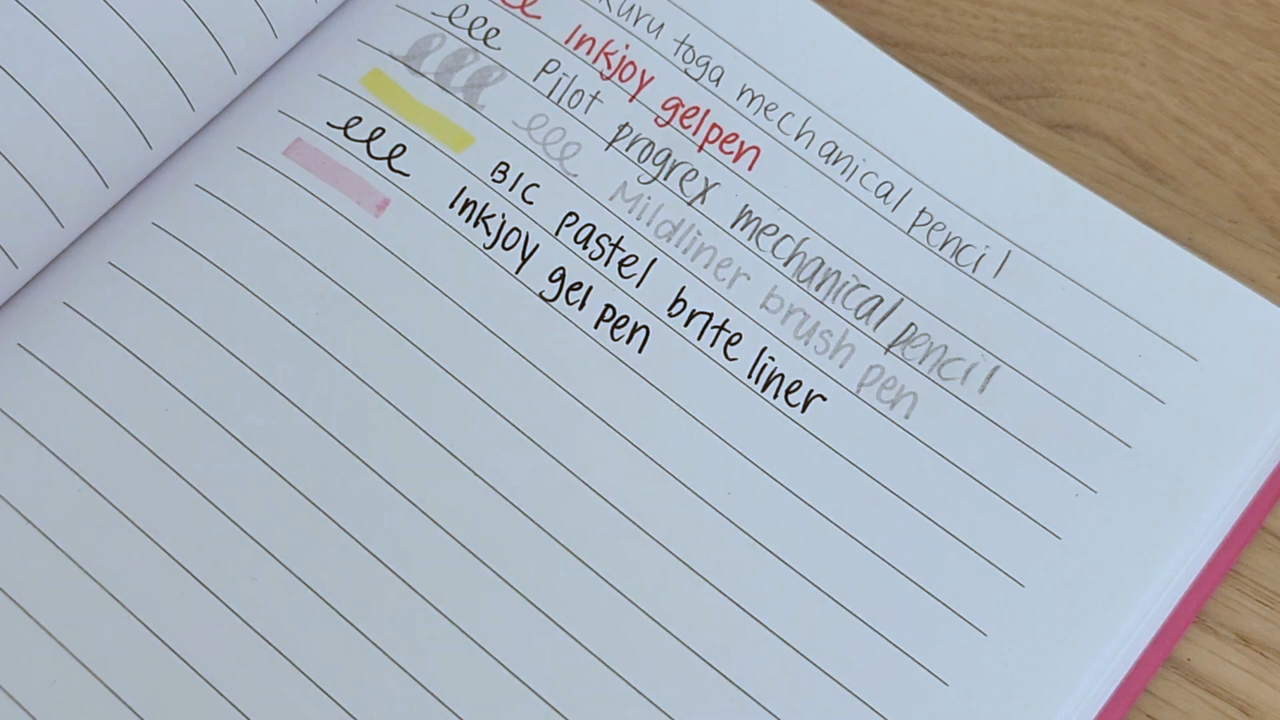 kuru toga mechanical pencil
Inkjoy gelpen
Pilot progrex mechanical pencil
Mildliner brush pen
BIC pastel brite liner
Inkjoy gel pen